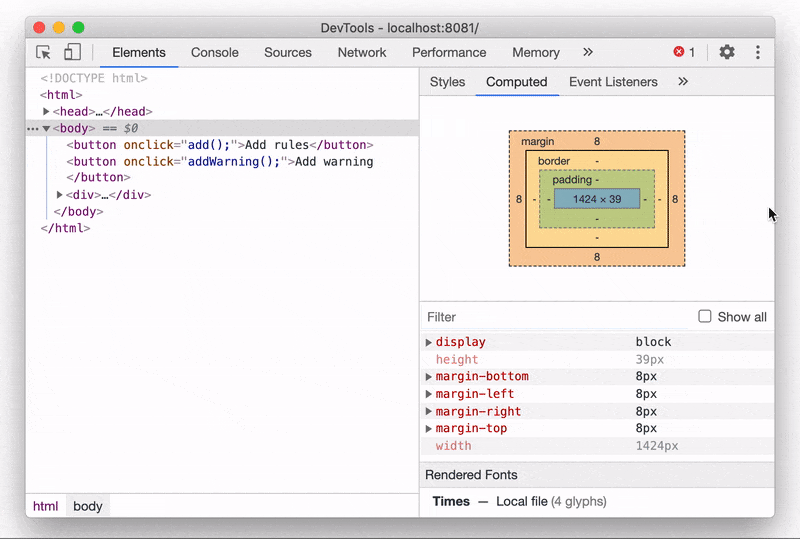 DevTools - localhost:8081/
Elements Console Sources Network Performance Memory » 1
<!DOCTYPE html>
<html>
<head>…</head>
<body> == $0
<button onclick="add();">Add rules</button>
<button onclick="addWarning();">Add warning
</button>
<div>…</div>
</body>
</html>
html body
Styles Computed Event Listeners »
margin 8
border -
padding -
8 - - 1424 × 39 - - 8
-
-
8
Filter Show all
display block
height 39px
margin-bottom 8px
margin-left 8px
margin-right 8px
margin-top 8px
width 1424px
Rendered Fonts
Times — Local file (4 glyphs)